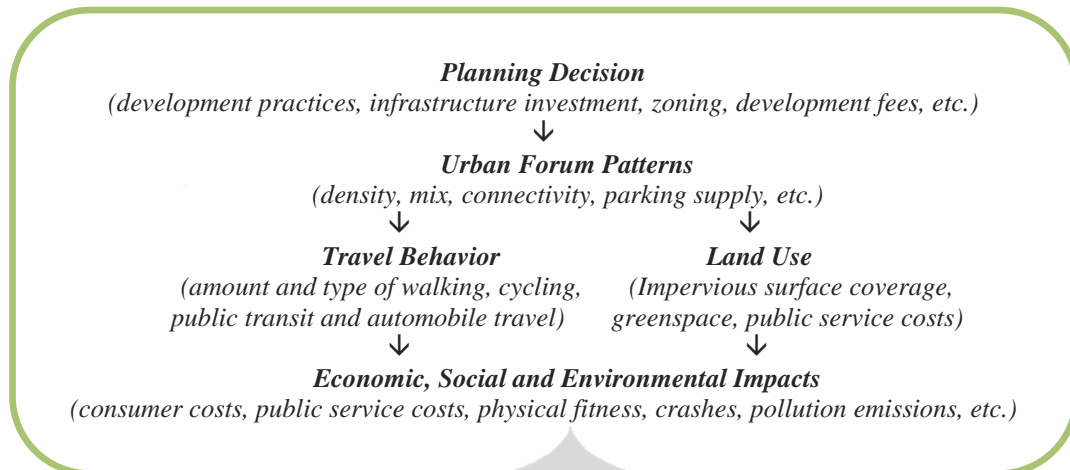 Planning Decision
(development practices, infrastructure investment, zoning, development fees, etc.)
Urban Forum Patterns
(density, mix, connectivity, parking supply, etc.)
Travel Behavior
(amount and type of walking, cycling,
public transit and automobile travel)
Land Use
(Impervious surface coverage,
greenspace, public service costs)
Economic, Social and Environmental Impacts
(consumer costs, public service costs, physical fitness, crashes, pollution emissions, etc.)